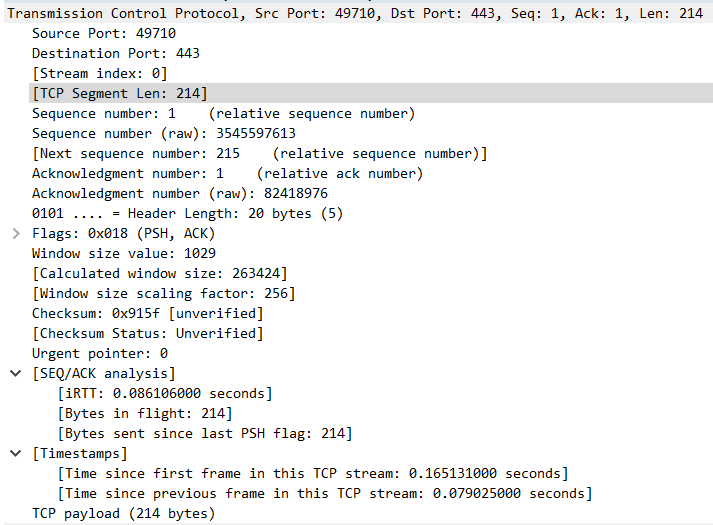 Transmission Control Protocol, Src Port: 49710, Dst Port: 443, Seq: 1, Ack: 1, Len: 214
Source Port: 49710
Destination Port: 443
[Stream index: 0]
[TCP Segment Len: 214]
Sequence number: 1    (relative sequence number)
Sequence number (raw): 3545597613
[Next sequence number: 215    (relative sequence number)]
Acknowledgment number: 1    (relative ack number)
Acknowledgment number (raw): 82418976
0101 .... = Header Length: 20 bytes (5)
Flags: 0x018 (PSH, ACK)
Window size value: 1029
[Calculated window size: 263424]
[Window size scaling factor: 256]
Checksum: 0x915f [unverified]
[Checksum Status: Unverified]
Urgent pointer: 0
[SEQ/ACK analysis]
[iRTT: 0.086106000 seconds]
[Bytes in flight: 214]
[Bytes sent since last PSH flag: 214]
[Timestamps]
[Time since first frame in this TCP stream: 0.165131000 seconds]
[Time since previous frame in this TCP stream: 0.079025000 seconds]
TCP payload (214 bytes)